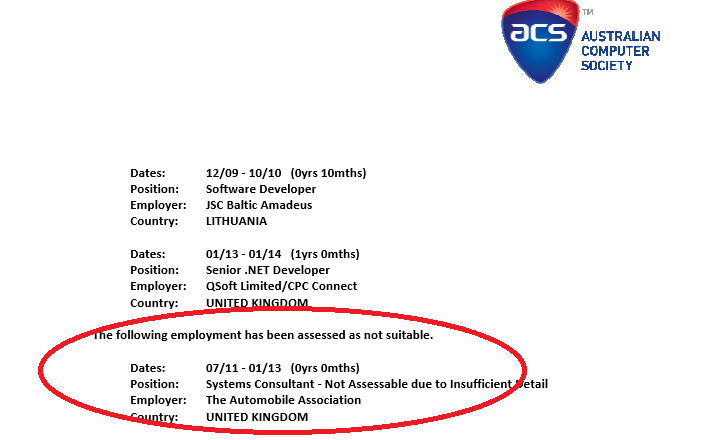 acs
TM
AUSTRALIAN
COMPUTER
SOCIETY
Dates: 12/09 - 10/10 (0yrs 10mths)
Position: Software Developer
Employer: JSC Baltic Amadeus
Country: LITHUANIA
Dates: 01/13 - 01/14 (1yrs 0mths)
Position: Senior .NET Developer
Employer: QSoft Limited/CPC Connect
Country: UNITED KINGDOM
The following employment has been assessed as not suitable.
Dates: 07/11 - 01/13 (0yrs 0mths)
Position: Systems Consultant - Not Assessable due to Insufficient Detail
Employer: The Automobile Association
Country: UNITED KINGDOM